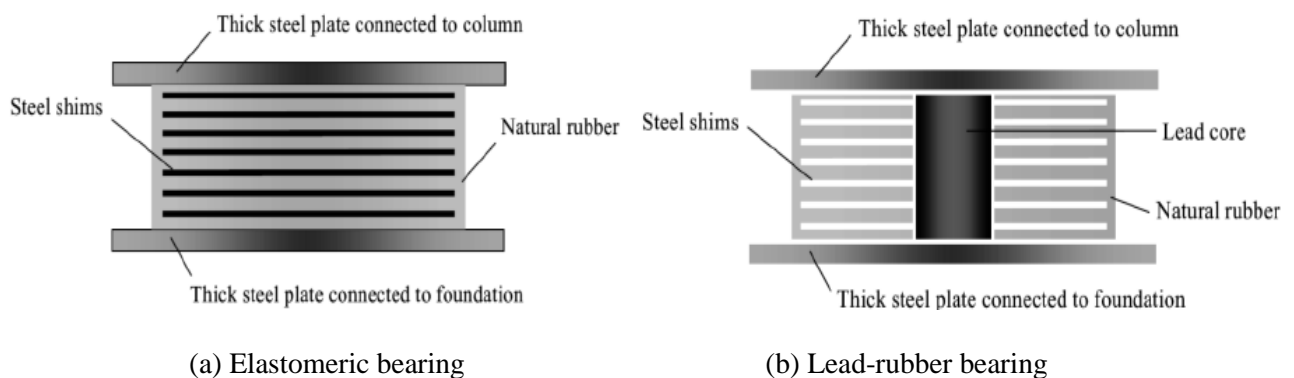 Thick steel plate connected to column
Steel shims
Natural rubber
Thick steel plate connected to foundation
(a) Elastomeric bearing
Thick steel plate connected to column
Steel shims
Lead core
Natural rubber
Thick steel plate connected to foundation
(b) Lead-rubber bearing